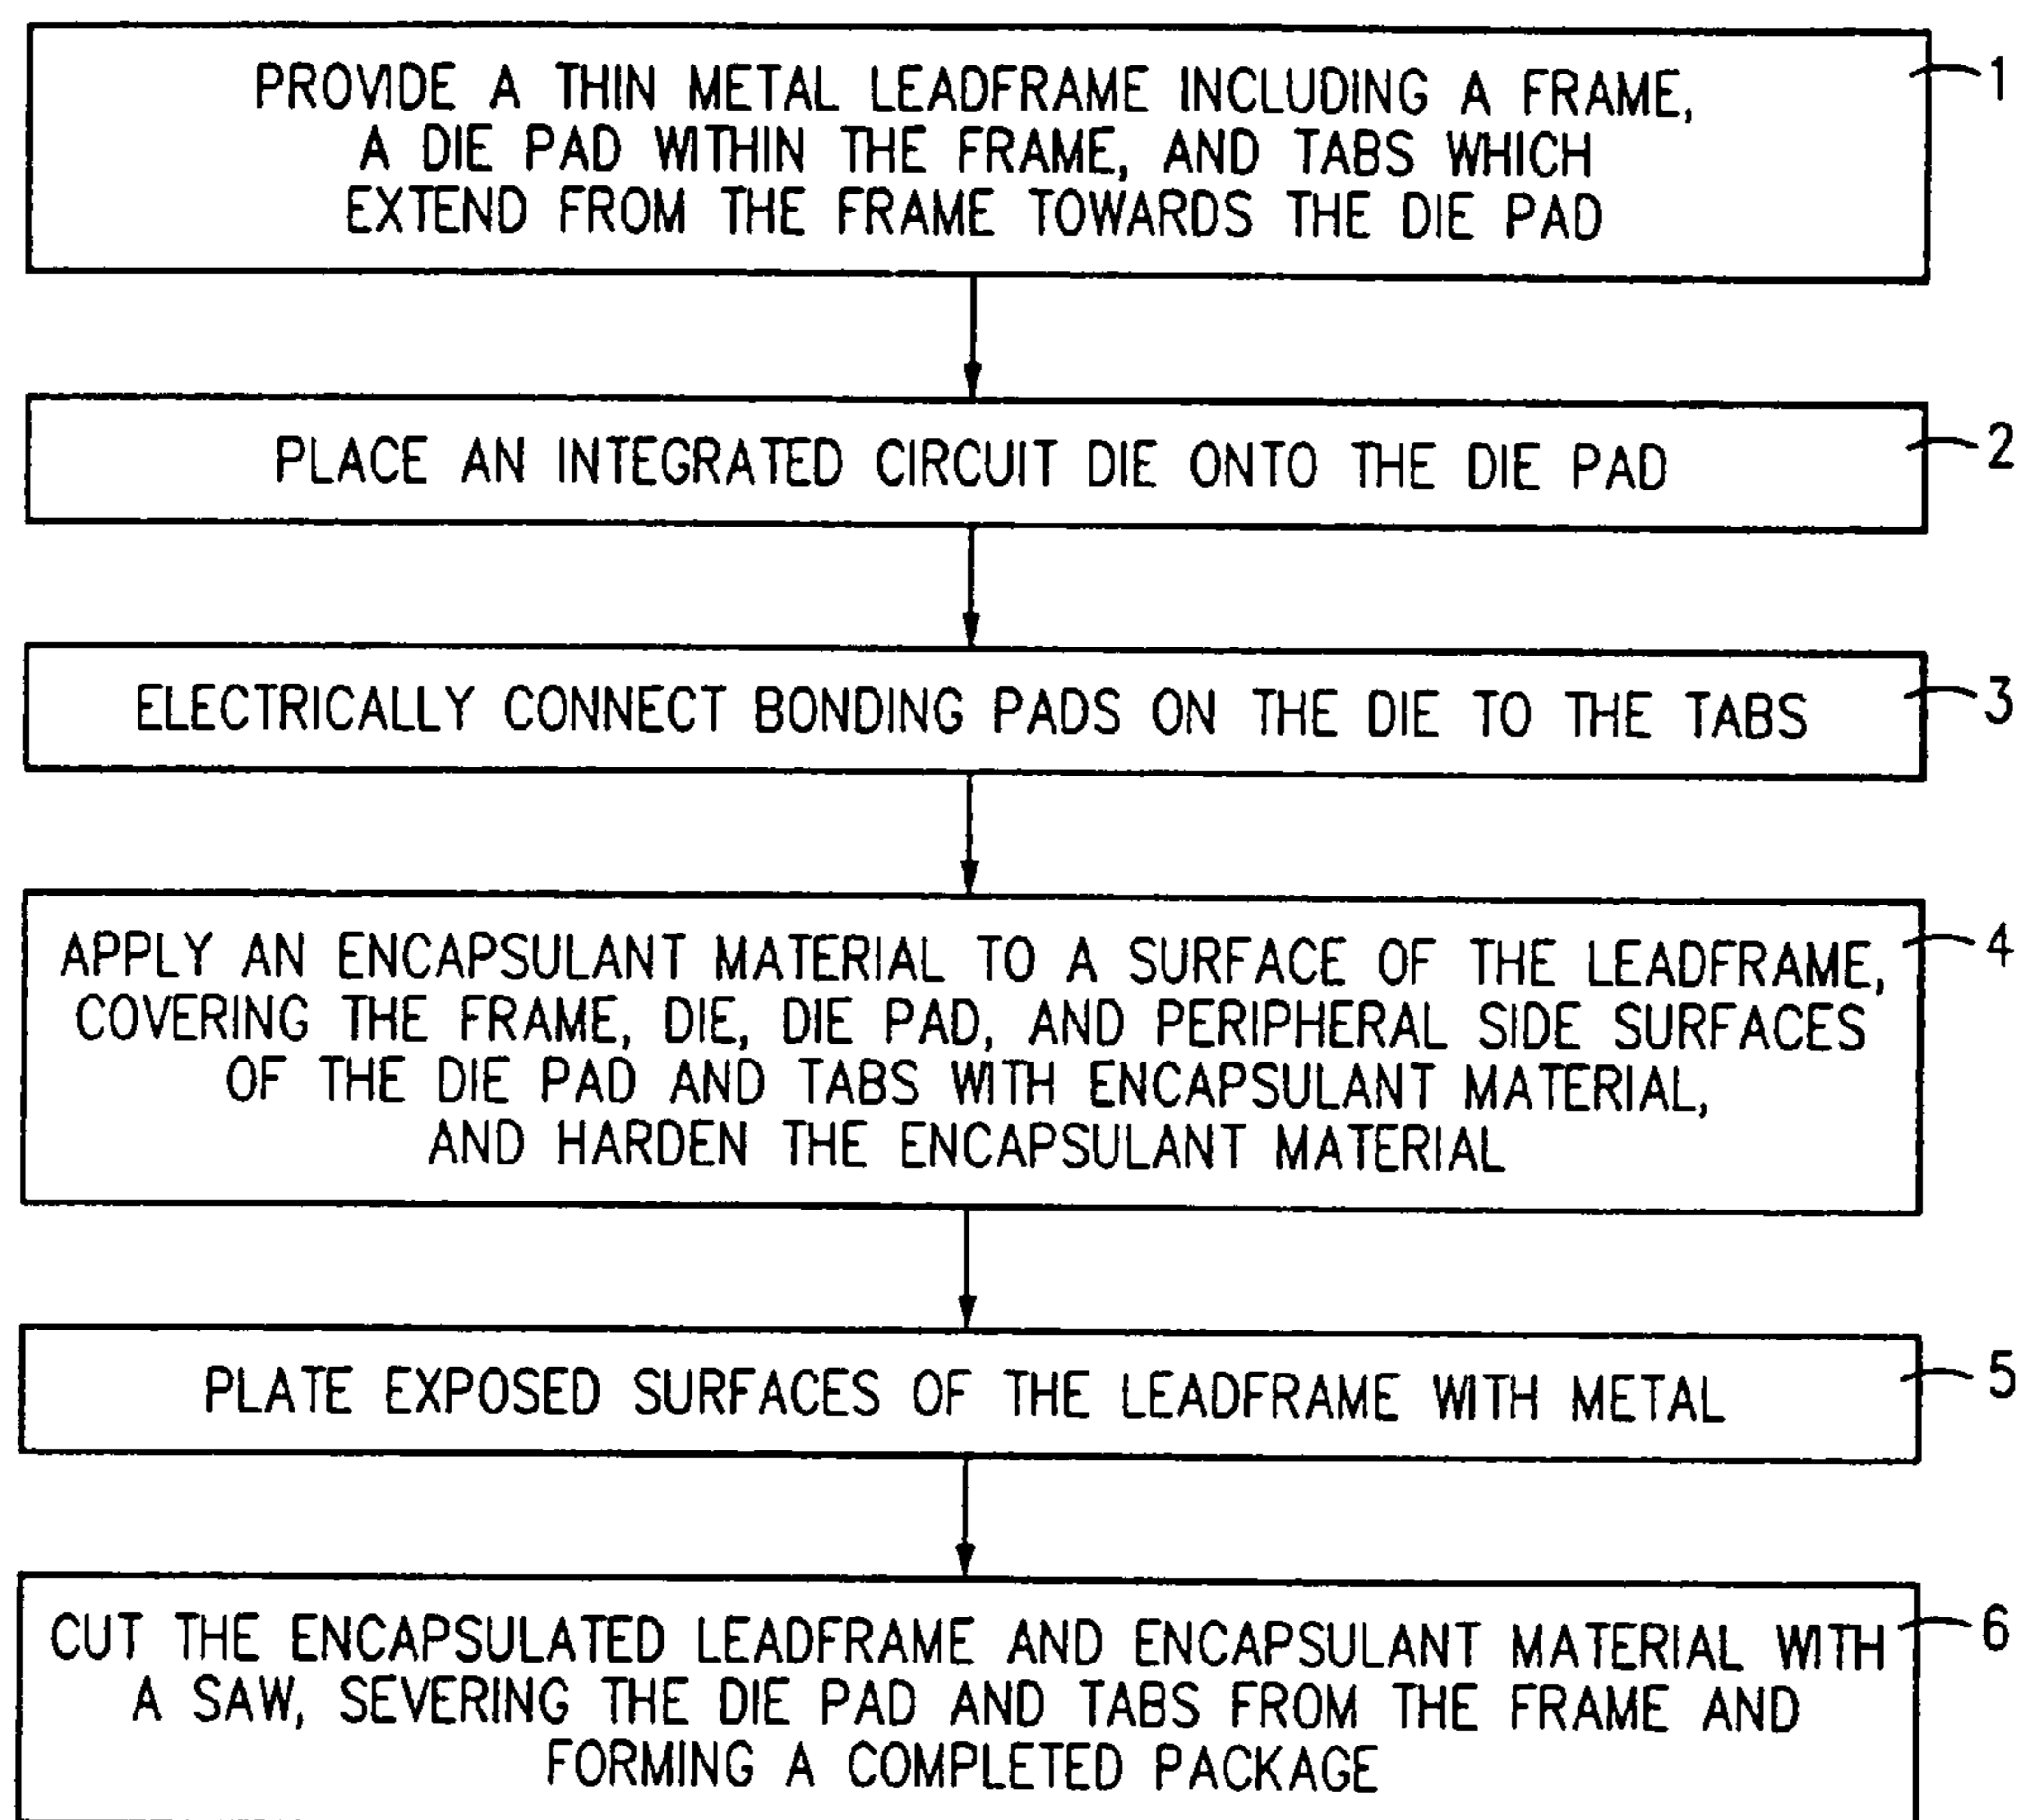 PROVIDE A THIN METAL LEADFRAME INCLUDING A FRAME,
A DIE PAD WITHIN THE FRAME, AND TABS WHICH
EXTEND FROM THE FRAME TOWARDS THE DIE PAD
1
PLACE AN INTEGRATED CIRCUIT DIE ONTO THE DIE PAD
2
ELECTRICALLY CONNECT BONDING PADS ON THE DIE TO THE TABS
3
APPLY AN ENCAPSULANT MATERIAL TO A SURFACE OF THE LEADFRAME,
COVERING THE FRAME, DIE, DIE PAD, AND PERIPHERAL SIDE SURFACES
OF THE DIE PAD AND TABS WITH ENCAPSULANT MATERIAL,
AND HARDEN THE ENCAPSULANT MATERIAL
4
PLATE EXPOSED SURFACES OF THE LEADFRAME WITH METAL
5
CUT THE ENCAPSULATED LEADFRAME AND ENCAPSULANT MATERIAL WITH
A SAW, SEVERING THE DIE PAD AND TABS FROM THE FRAME AND
FORMING A COMPLETED PACKAGE
6